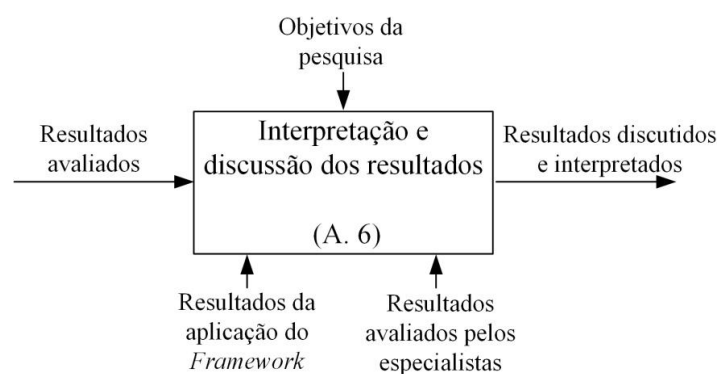 Objetivos da
pesquisa
Resultados
avaliados
Interpretação e
discussão dos resultados
(A. 6)
Resultados discutidos
e interpretados
Resultados da
aplicação do
Framework
Resultados
avaliados pelos
especialistas